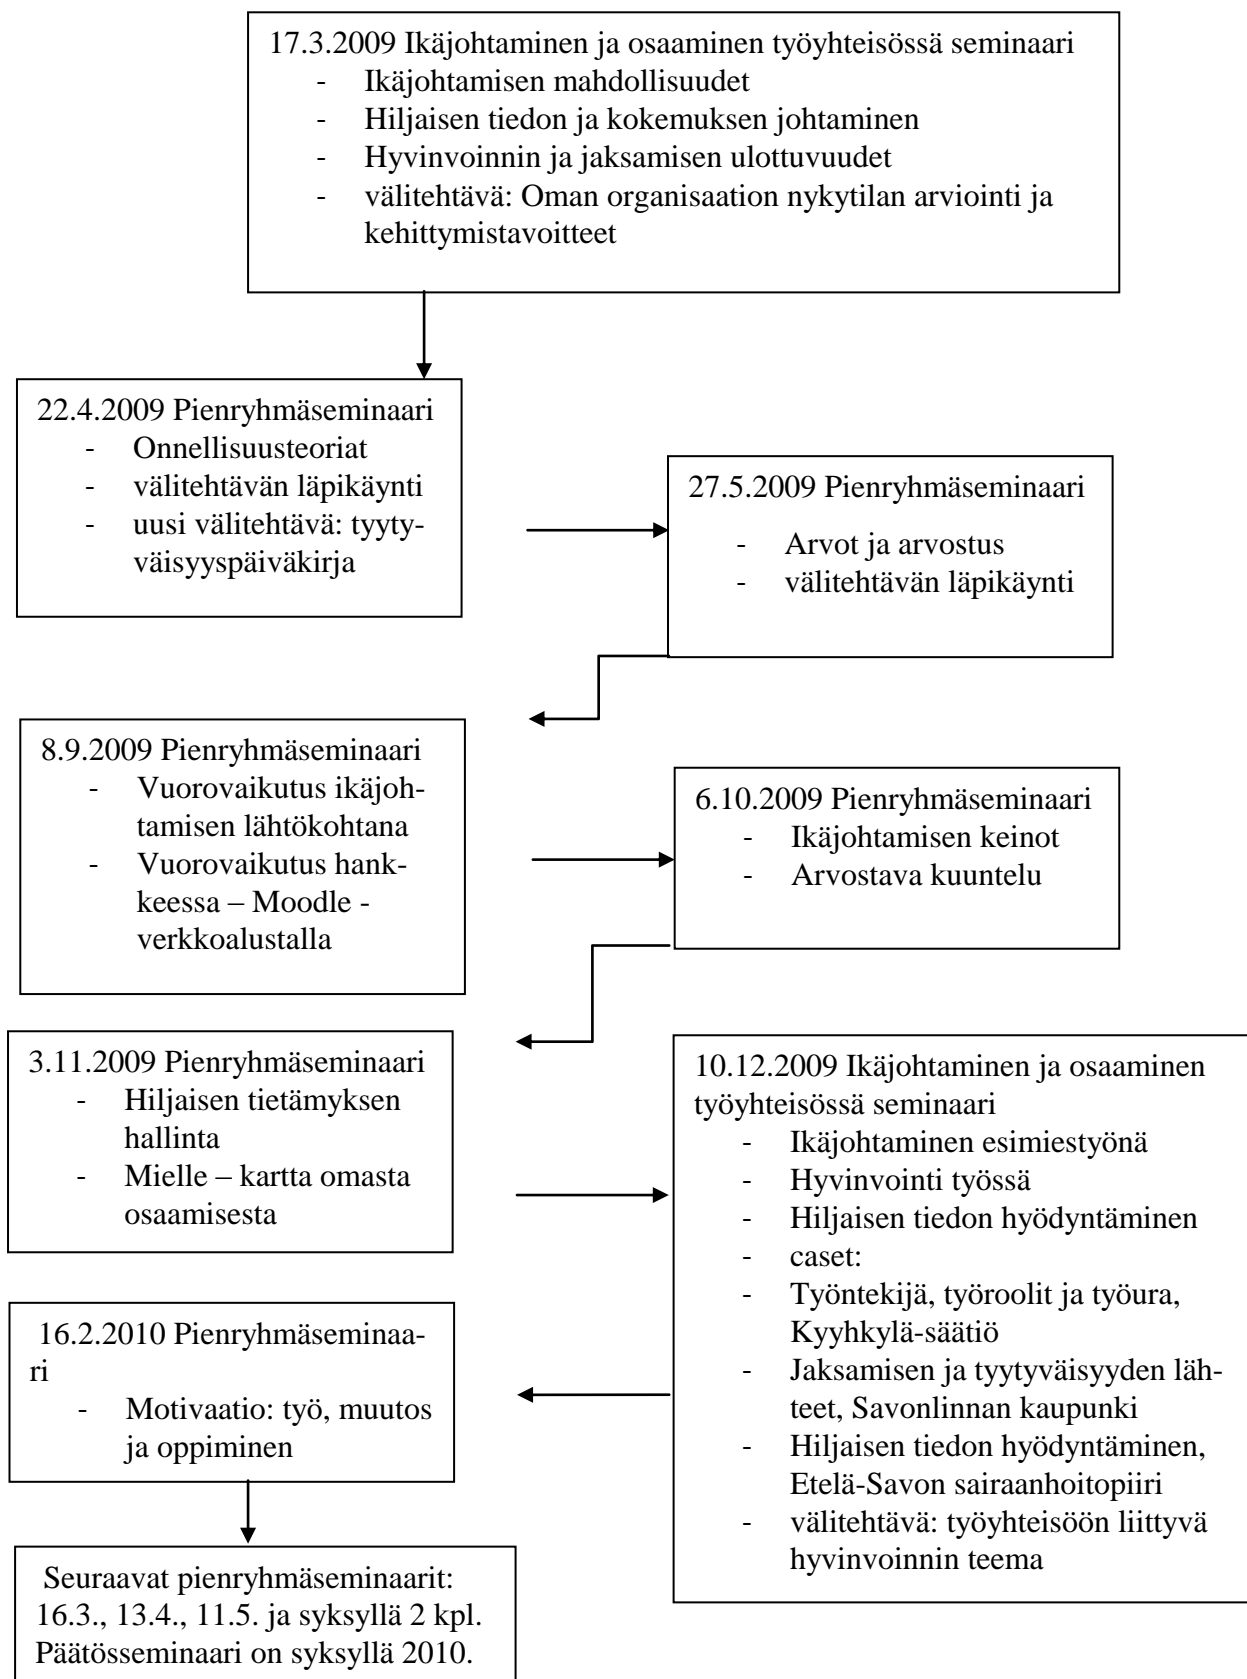 17.3.2009 Ikäjohtaminen ja osaaminen työyhteisössä seminaari
- Ikäjohtamisen mahdollisuudet
- Hiljaisen tiedon ja kokemuksen johtaminen
- Hyvinvoinnin ja jaksamisen ulottuvuudet
- välitehtävä: Oman organisaation nykytilan arviointi ja
kehittymistavoitteet
22.4.2009 Pienryhmäseminaari
- Onnellisuusteoriat
- välitehtävän läpikäynti
- uusi välitehtävä: tyyty-
väisyyspäiväkirja
27.5.2009 Pienryhmäseminaari
- Arvot ja arvostus
- välitehtävän läpikäynti
8.9.2009 Pienryhmäseminaari
- Vuorovaikutus ikäjoh-
tamisen lähtökohtana
- Vuorovaikutus hank-
keessa – Moodle -
verkkoalustalla
6.10.2009 Pienryhmäseminaari
- Ikäjohtamisen keinot
- Arvostava kuuntelu
3.11.2009 Pienryhmäseminaari
- Hiljaisen tietämyksen
hallinta
- Mielle – kartta omasta
osaamisesta
10.12.2009 Ikäjohtaminen ja osaaminen
työyhteisössä seminaari
- Ikäjohtaminen esimiestyönä
- Hyvinvointi työssä
- Hiljaisen tiedon hyödyntäminen
- caset:
- Työntekijä, työroolit ja työura,
Kyyhkylä-säätiö
- Jaksamisen ja tyytyväisyyden läh-
teet, Savonlinnan kaupunki
- Hiljaisen tiedon hyödyntäminen,
Etelä-Savon sairaanhoitopiiri
- välitehtävä: työyhteisöön liittyvä
hyvinvoinnin teema
16.2.2010 Pienryhmäseminaa-
ri
- Motivaatio: työ, muutos
ja oppiminen
Seuraavat pienryhmäseminaarit:
16.3., 13.4., 11.5. ja syksyllä 2 kpl.
Päätösseminaari on syksyllä 2010.